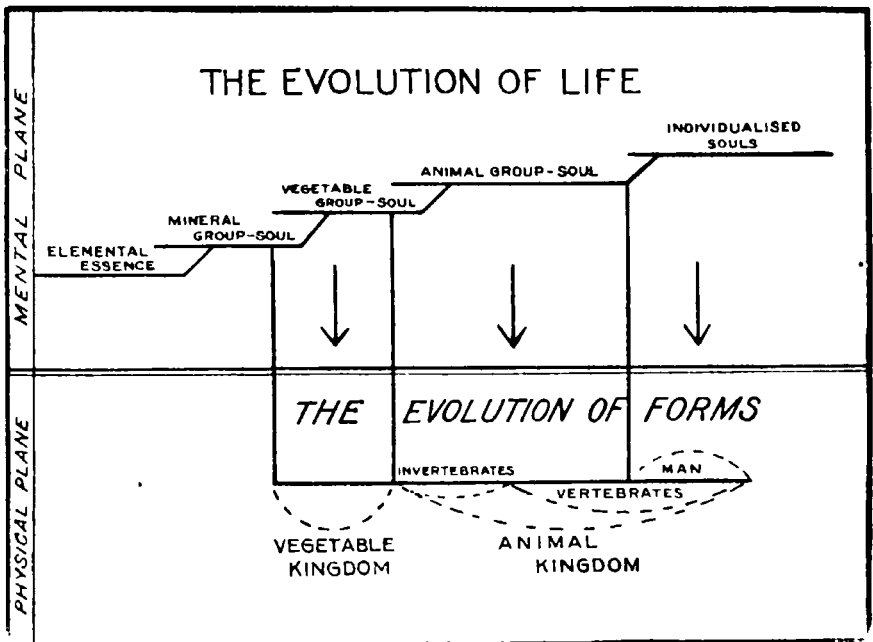 THE EVOLUTION OF LIFE
MENTAL PLANE
INDIVIDUALISED
SOULS
ANIMAL GROUP-SOUL
VEGETABLE
GROUP-SOUL
MINERAL
GROUP-SOUL
ELEMENTAL
ESSENCE
PHYSICAL PLANE
THE EVOLUTION OF FORMS
INVERTEBRATES
MAN
VERTEBRATES
VEGETABLE
KINGDOM
ANIMAL
KINGDOM